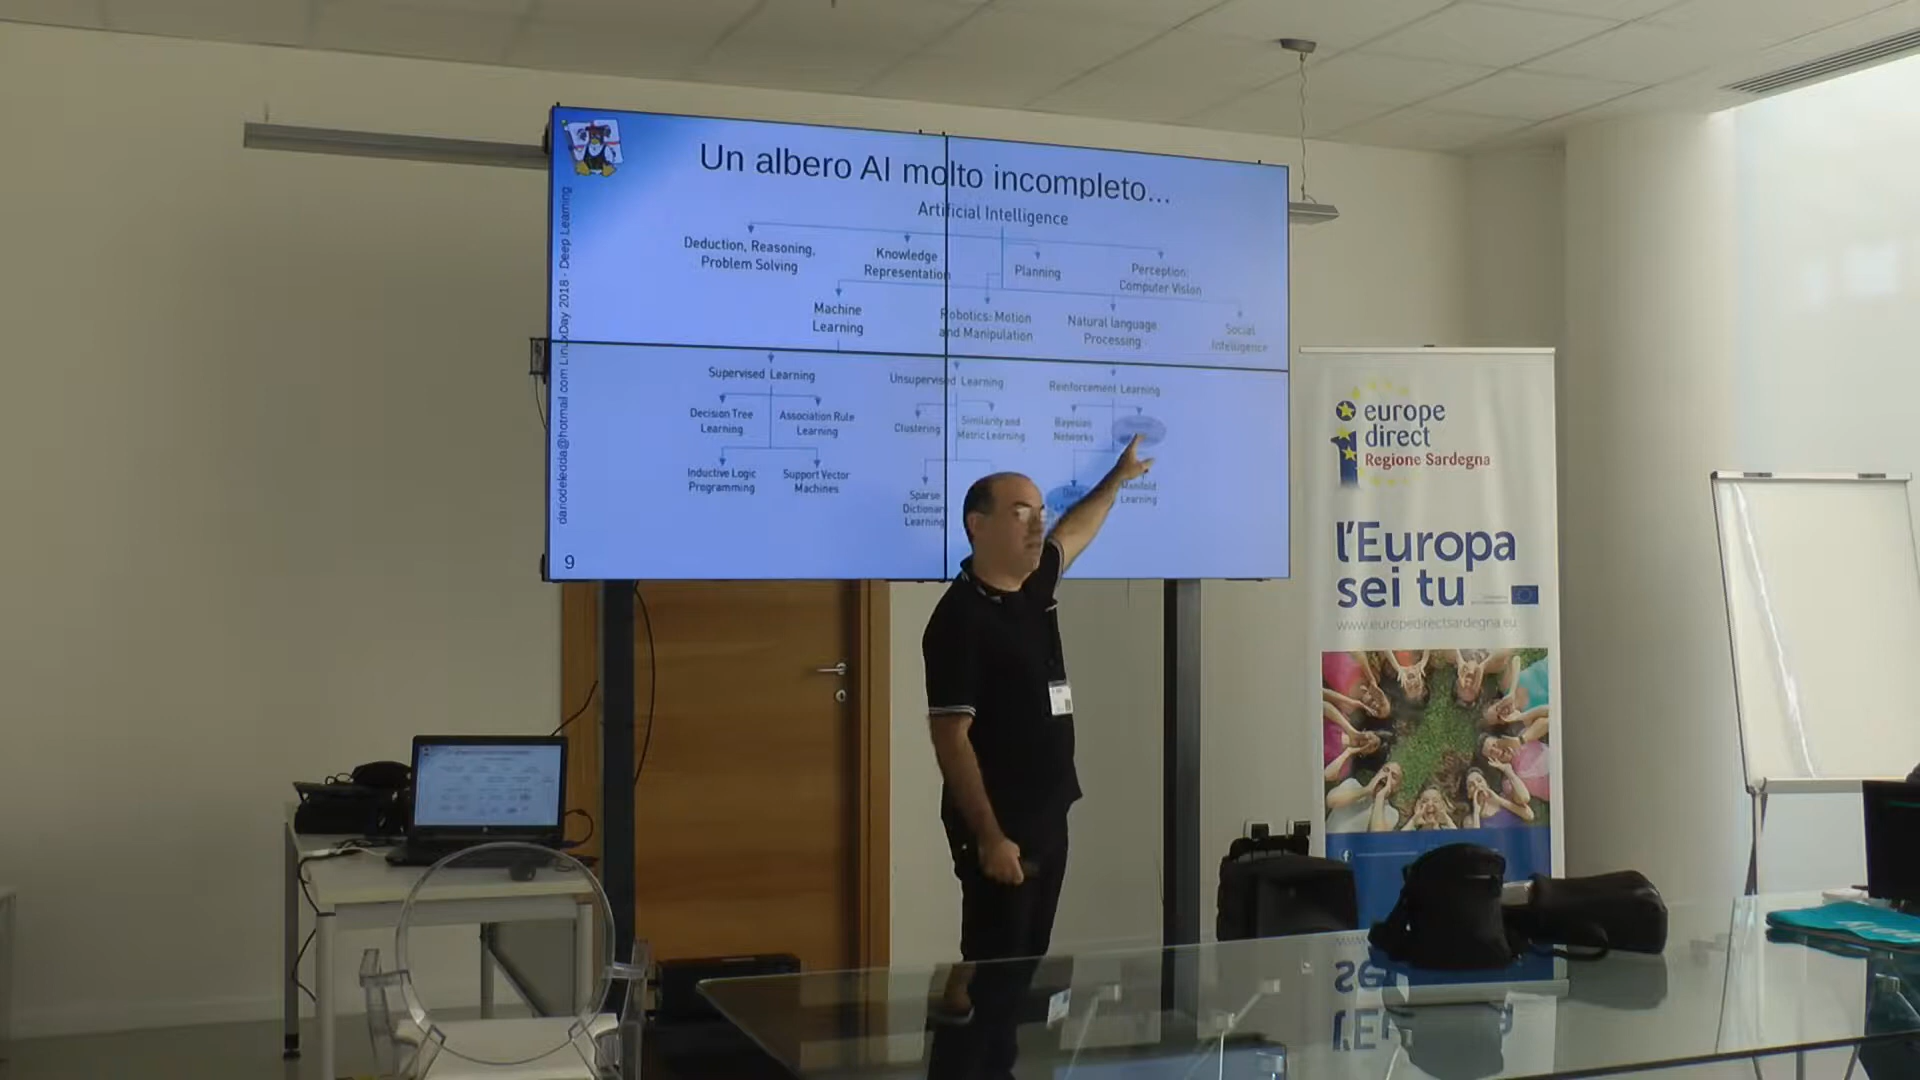 Un albero AI molto incompleto...
Artificial Intelligence
Deduction, Reasoning,
Problem Solving
Knowledge
Representation
Planning
Perception:
Computer Vision
Machine
Learning
Robotics: Motion
and Manipulation
Natural language
Processing
Social
Intelligence
Supervised Learning
Unsupervised Learning
Reinforcement Learning
Decision Tree
Learning
Association Rule
Learning
Clustering
Similarity and
Metric Learning
Bayesian
Networks
Inductive Logic
Programming
Support Vector
Machines
Sparse
Dictionary
Learning
Manifold
Learning
dariodeledda@hotmail.com LinuxDay 2018 - Deep Learning
9
europe
direct
Regione Sardegna
l'Europa
sei tu
www.europedirectsardegna.eu